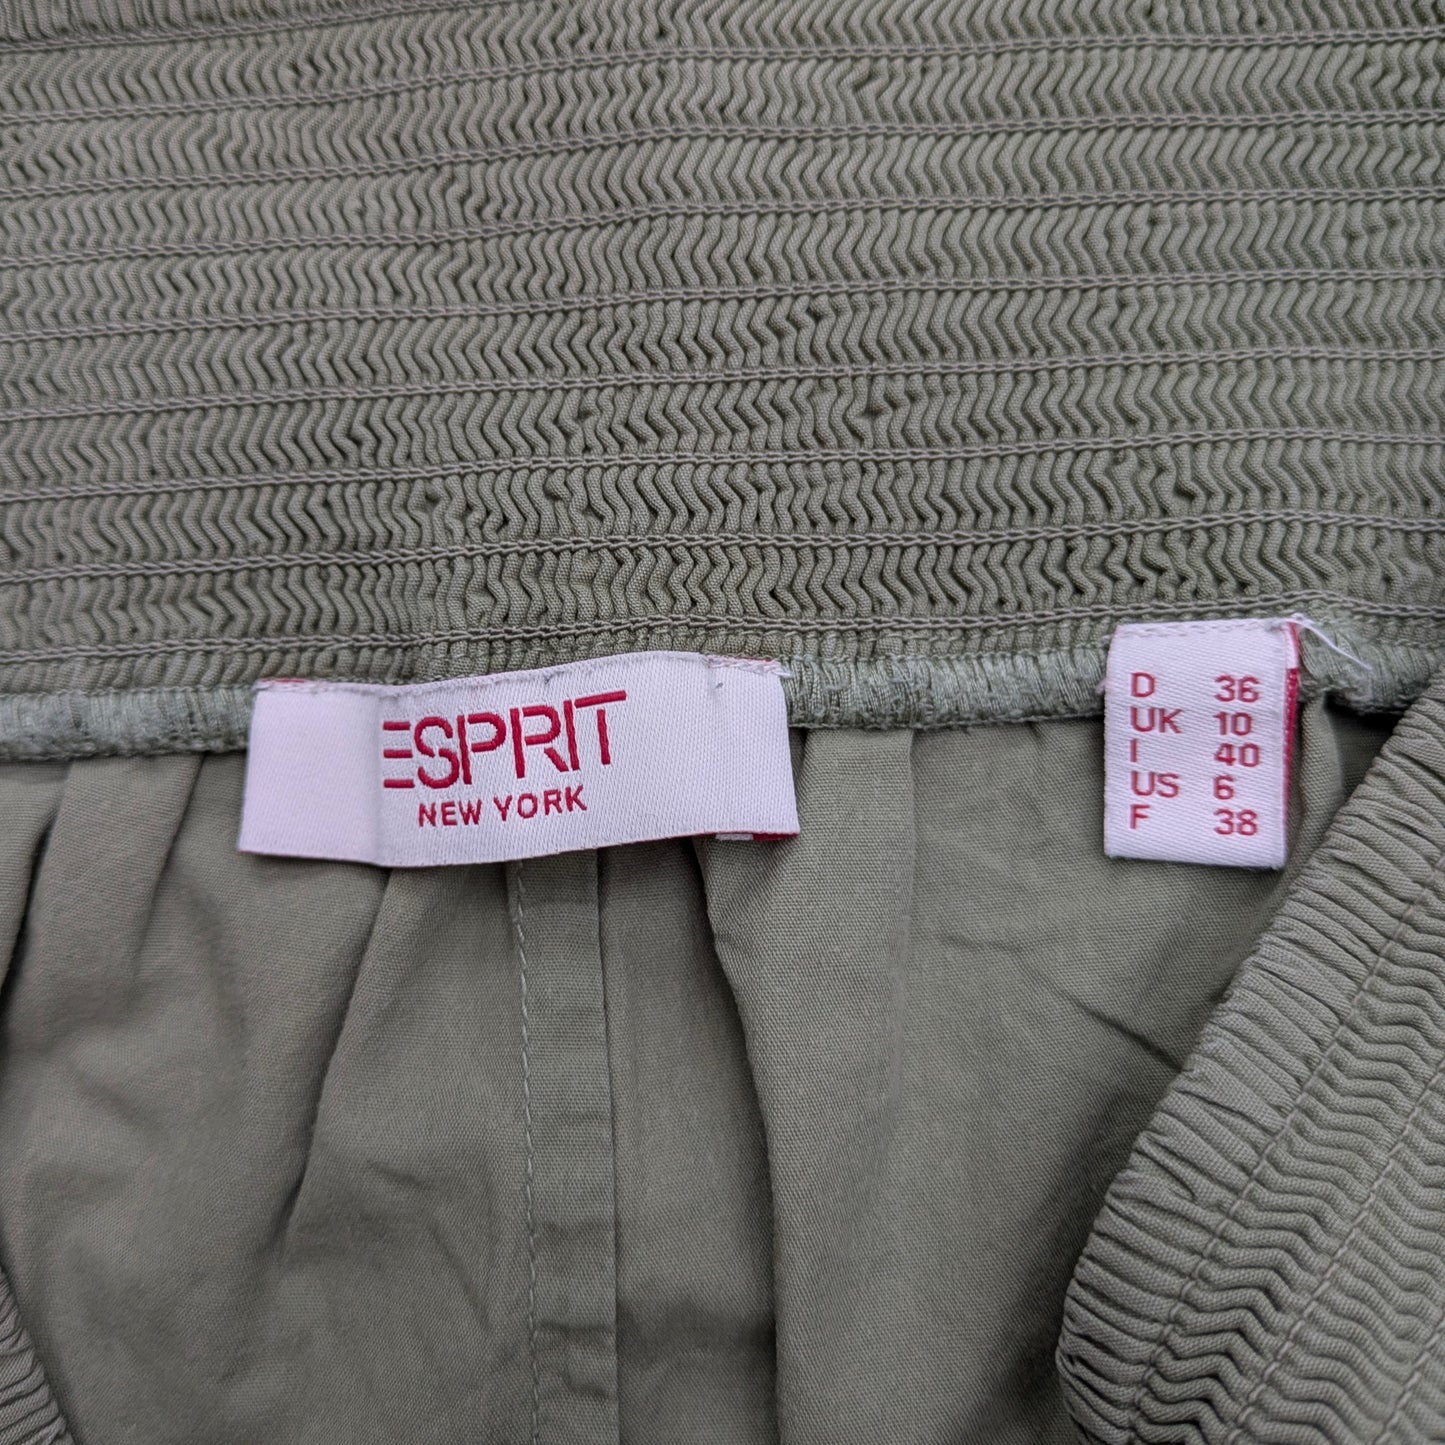 ESPRIT
NEW YORK
D 36
UK 10
I 40
US 6
F 38